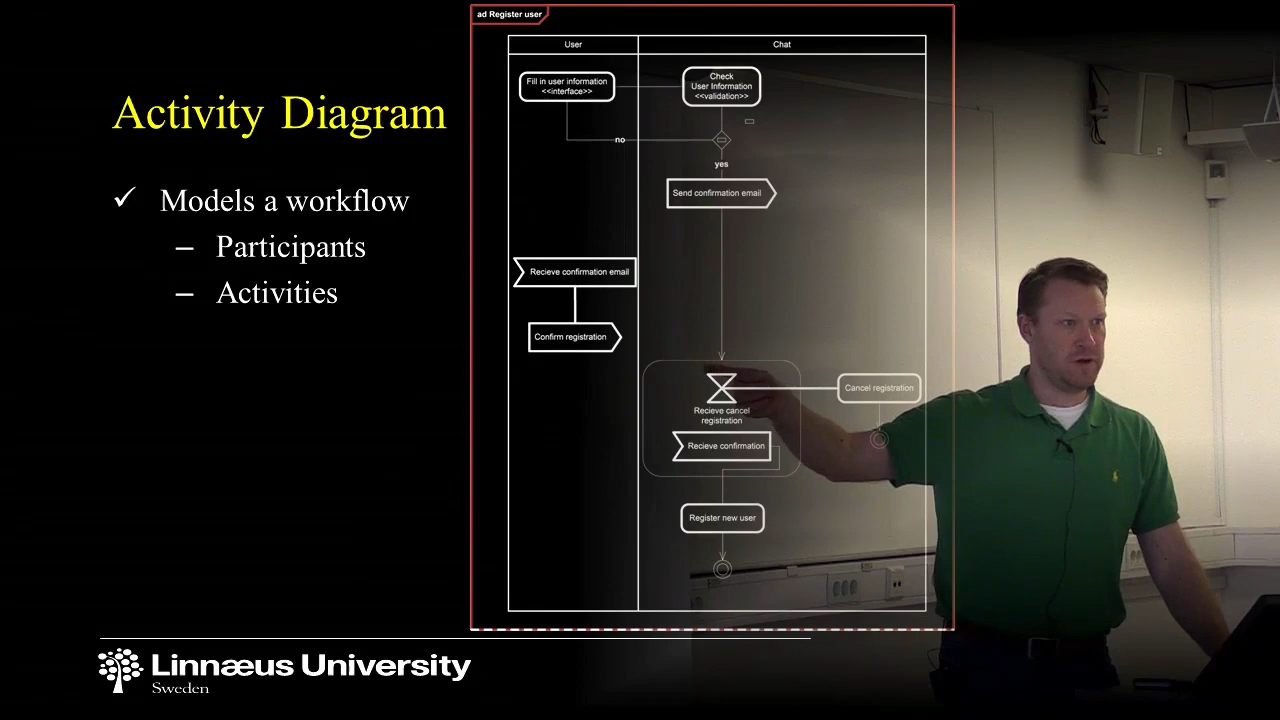 ad Register user
User
Chat
Fill in user information
<<interface>>
Check
User Information
<<validation>>
Activity Diagram
no
yes
Send confirmation email
✓ Models a workflow
– Participants
– Activities
Recieve confirmation email
Confirm registration
Cancel registration
Recieve cancel
registration
Recieve confirmation
Register new user
Linnæus University
Sweden